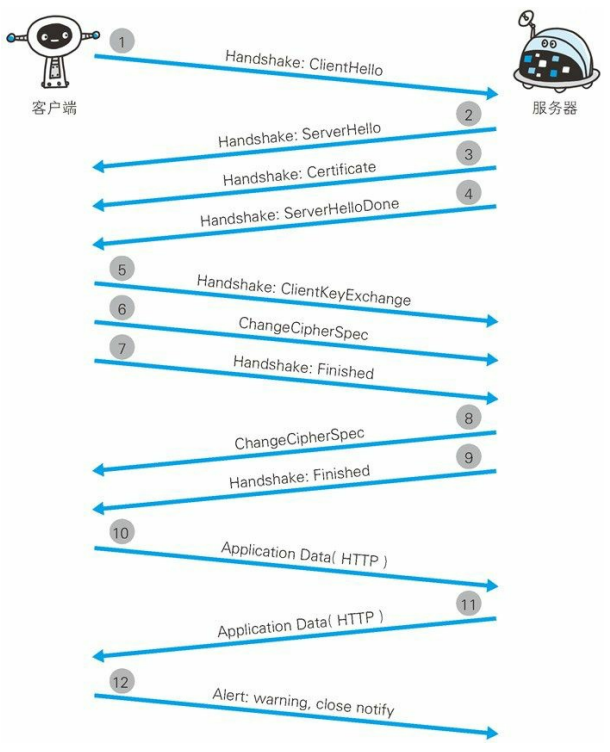 1
Handshake: ClientHello
客户端
服务器
2
Handshake: ServerHello
3
Handshake: Certificate
4
Handshake: ServerHelloDone
5
Handshake: ClientKeyExchange
6
ChangeCipherSpec
7
Handshake: Finished
8
ChangeCipherSpec
9
Handshake: Finished
10
Application Data( HTTP )
11
Application Data( HTTP )
12
Alert: warning, close notify